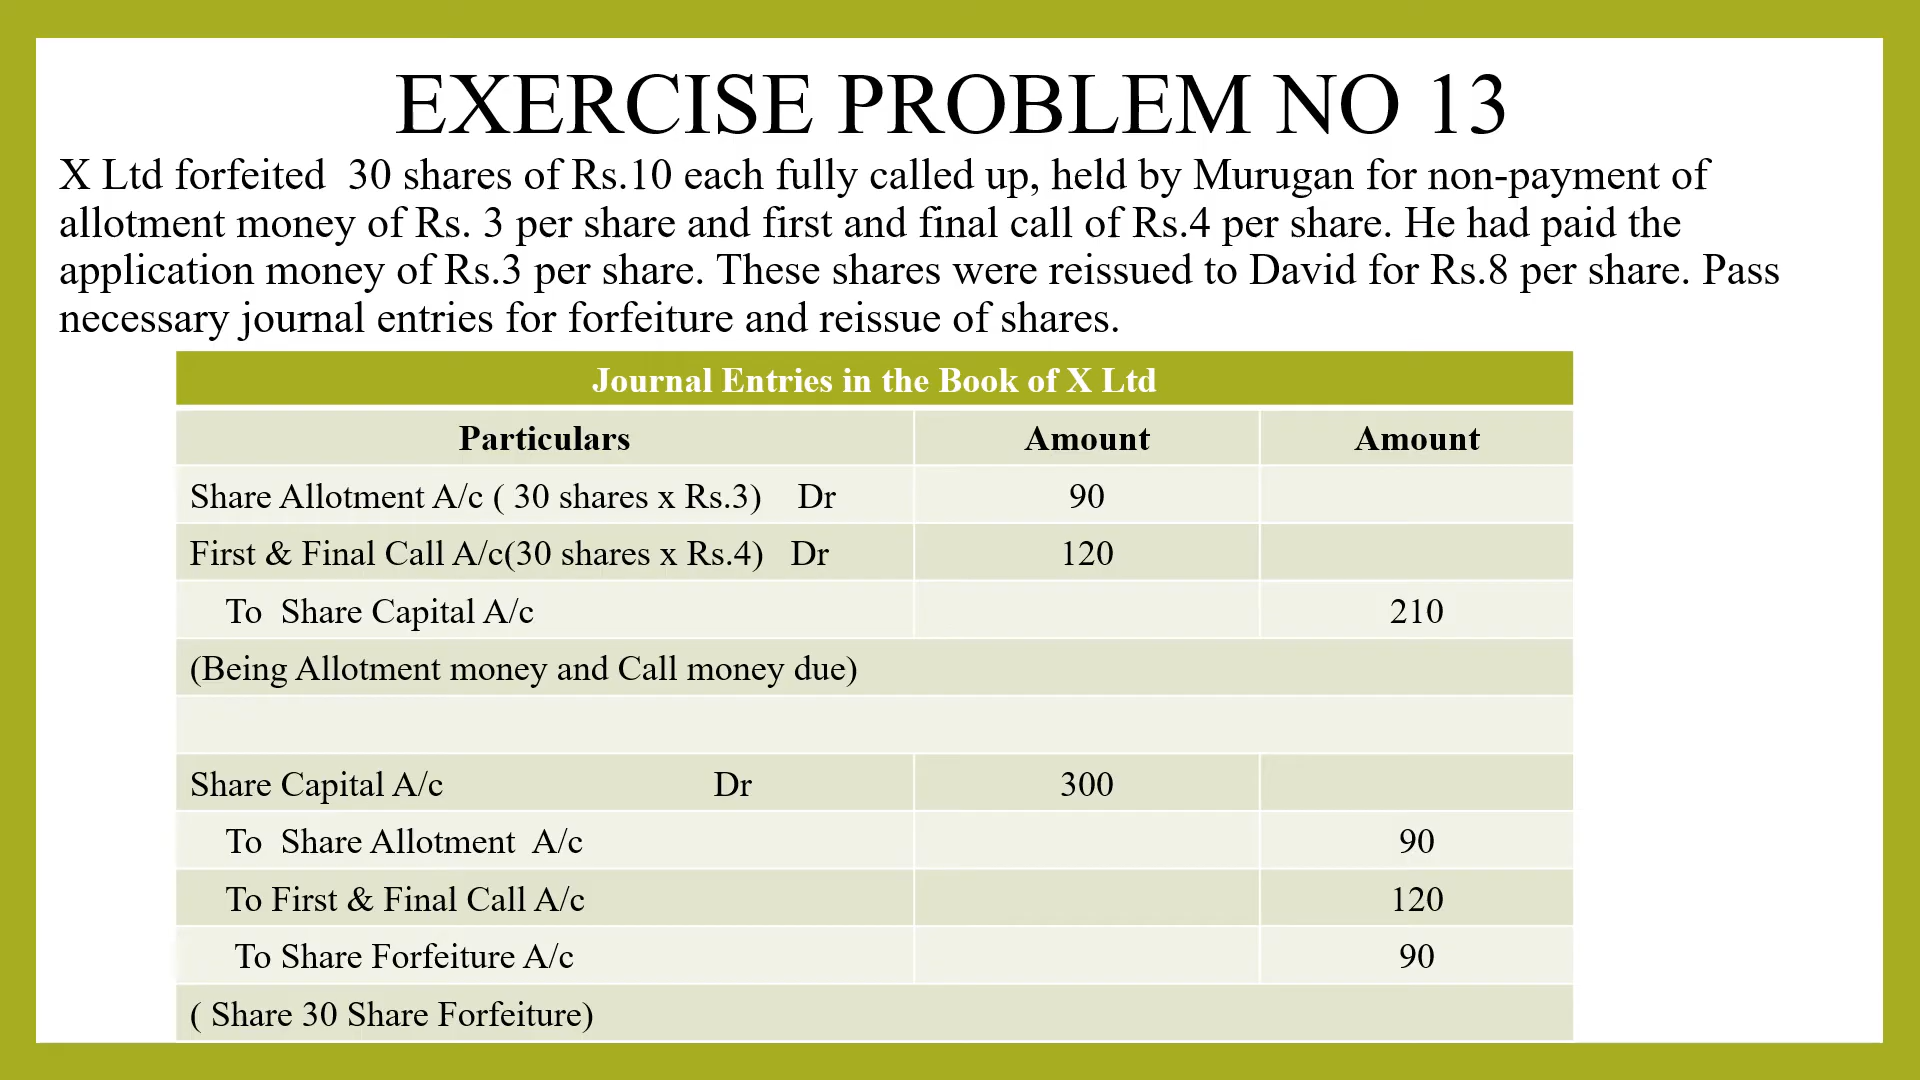 EXERCISE PROBLEM NO 13
X Ltd forfeited 30 shares of Rs.10 each fully called up, held by Murugan for non-payment of
allotment money of Rs. 3 per share and first and final call of Rs.4 per share. He had paid the
application money of Rs.3 per share. These shares were reissued to David for Rs.8 per share. Pass
necessary journal entries for forfeiture and reissue of shares.
Journal Entries in the Book of X Ltd
Particulars Amount Amount
Share Allotment A/c ( 30 shares x Rs.3) Dr 90
First & Final Call A/c(30 shares x Rs.4) Dr 120
To Share Capital A/c 210
(Being Allotment money and Call money due)
Share Capital A/c Dr 300
To Share Allotment A/c 90
To First & Final Call A/c 120
To Share Forfeiture A/c 90
( Share 30 Share Forfeiture)